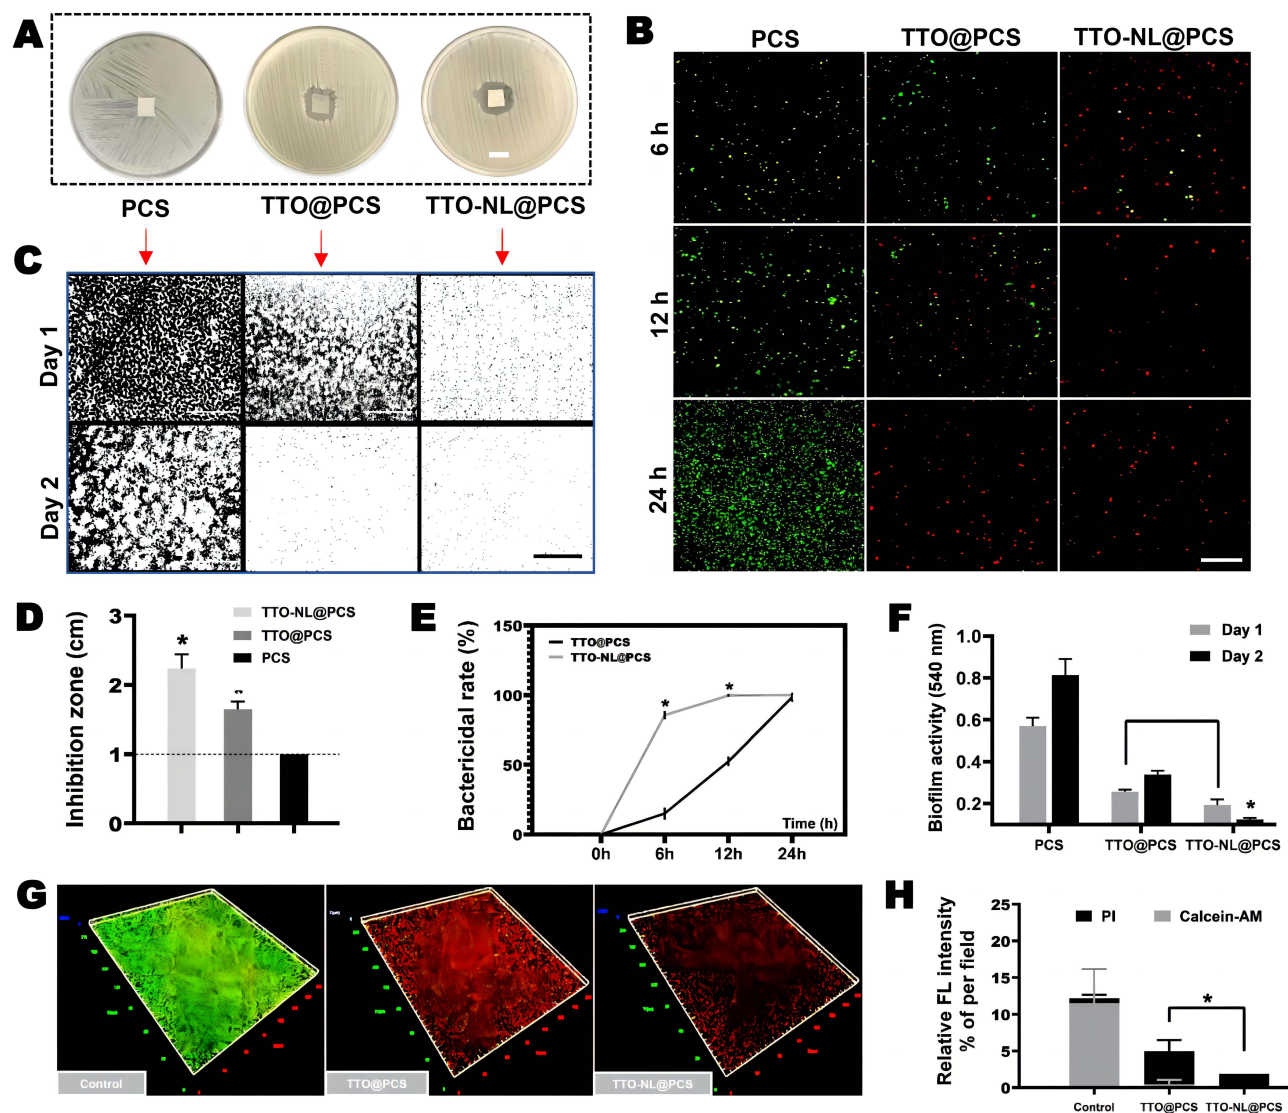 A
PCS
TTO@PCS
TTO-NL@PCS
B
PCS
TTO@PCS
TTO-NL@PCS
6 h
12 h
24 h
C
Day 1
Day 2
D
Inhibition zone (cm)
3
2
1
0
TTO-NL@PCS
TTO@PCS
PCS
*
E
Bactericidal rate (%)
150
100
50
0
TTO@PCS
TTO-NL@PCS
*
*
Time (h)
0h
6h
12h
24h
F
Biofilm activity (540 nm)
1.0
0.8
0.6
0.4
0.2
Day 1
Day 2
*
PCS
TTO@PCS
TTO-NL@PCS
G
Control
TTO@PCS
TTO-NL@PCS
H
Relative FL intensity
% of per field
25
20
15
10
5
0
PI
Calcein-AM
*
Control
TTO@PCS
TTO-NL@PCS